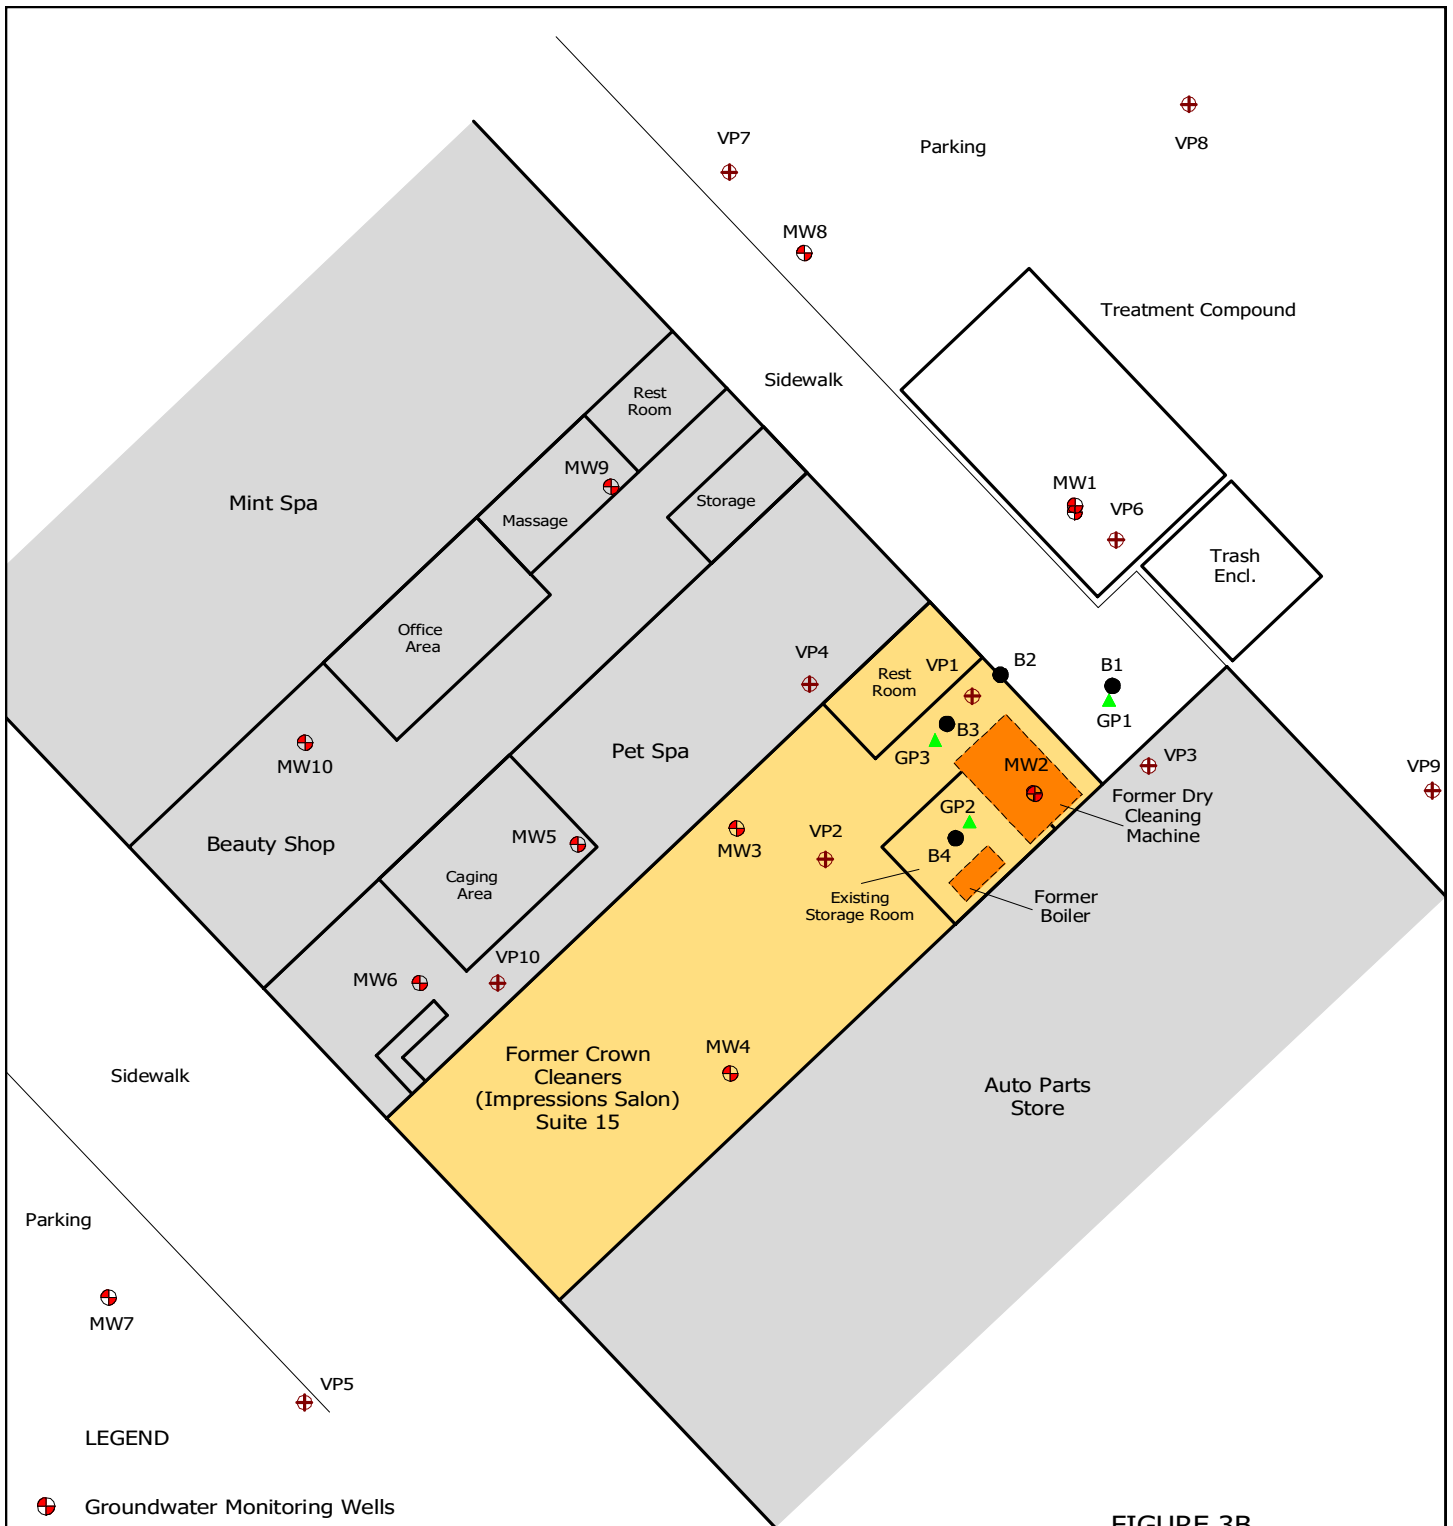 VP8
VP7
Parking
MW8
Treatment Compound
Sidewalk
Rest
Room
MW9
MW1
Mint Spa
Storage
VP6
Massage
Trash
Encl.
Office
Area
VP4
VP1
B2
B1
Rest
Room
GP1
B3
Pet Spa
GP3
MW10
MW2
VP3
VP9
Former Dry
Cleaning
Machine
GP2
Beauty Shop
MW5
MW3
VP2
B4
Caging
Area
Existing
Storage Room
Former
Boiler
VP10
MW6
MW4
Former Crown
Cleaners
(Impressions Salon)
Suite 15
Sidewalk
Auto Parts
Store
Parking
MW7
VP5
LEGEND
Groundwater Monitoring Wells
FIGURE 3B